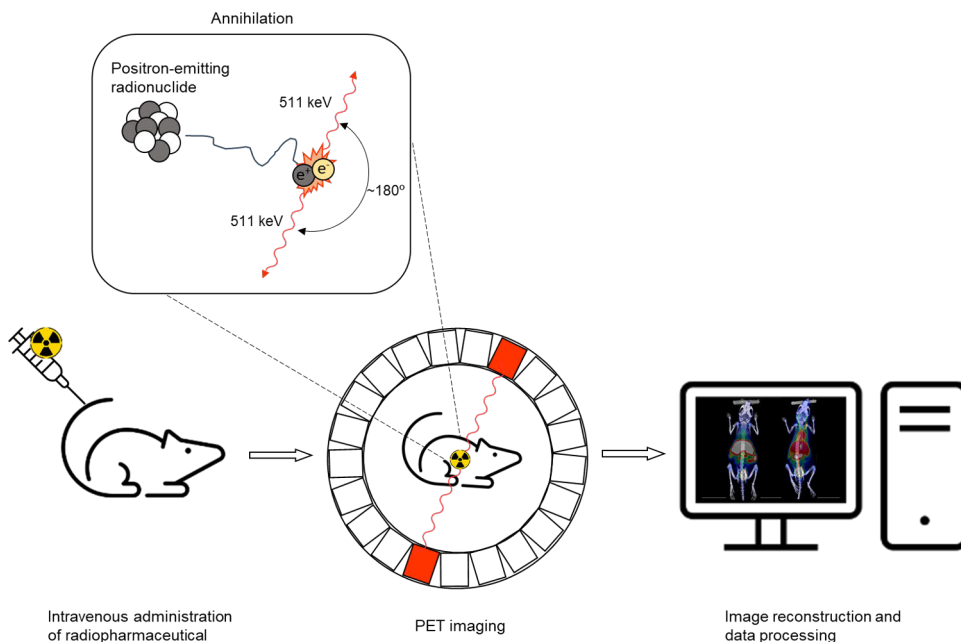 Annihilation
Positron-emitting
radionuclide
511 keV
e⁺
e⁻
~180º
511 keV
Intravenous administration
of radiopharmaceutical
PET imaging
Image reconstruction and
data processing